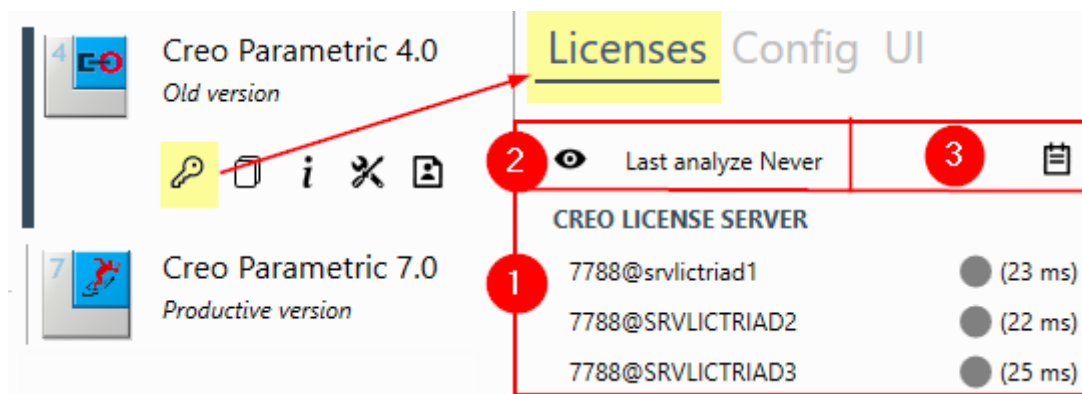 4
Creo Parametric 4.0
Old version
i
7
Creo Parametric 7.0
Productive version
Licenses Config UI
2
Last analyze Never
3
CREO LICENSE SERVER
1
7788@srvlictriad1 (23 ms)
7788@SRVLICTRIAD2 (22 ms)
7788@SRVLICTRIAD3 (25 ms)